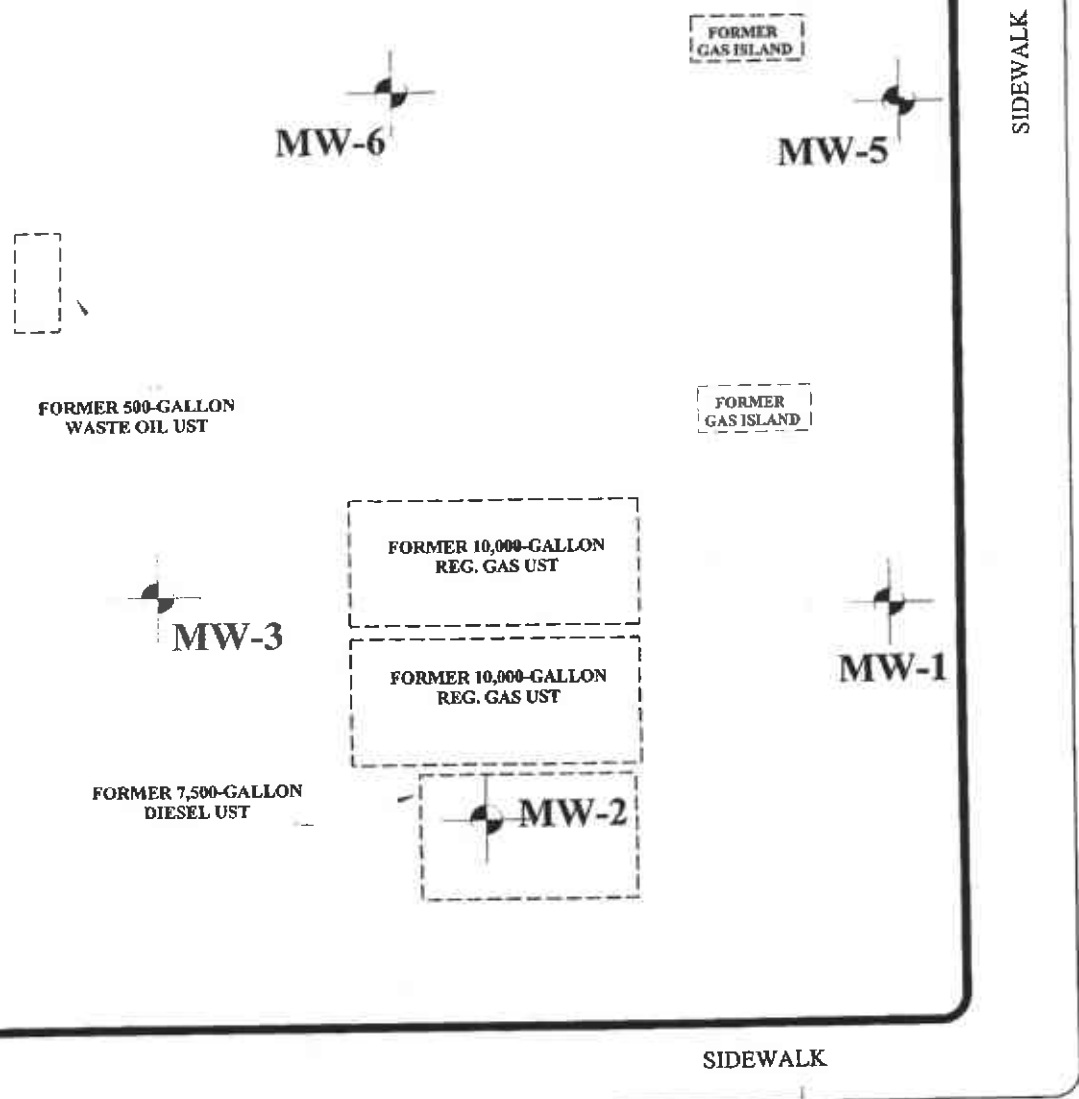 FORMER
GAS ISLAND
SIDEWALK
MW-6
MW-5
FORMER 500-GALLON
WASTE OIL UST
FORMER
GAS ISLAND
FORMER 10,000-GALLON
REG. GAS UST
MW-3
MW-1
FORMER 10,000-GALLON
REG. GAS UST
FORMER 7,500-GALLON
DIESEL UST
MW-2
SIDEWALK